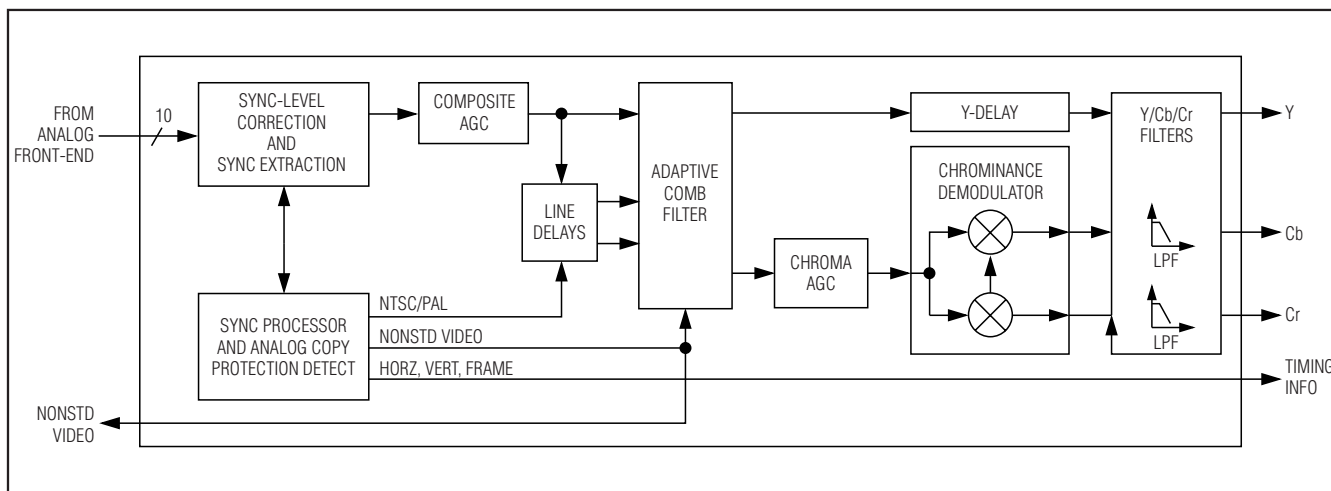 FROM
ANALOG
FRONT-END
10
SYNC-LEVEL
CORRECTION
AND
SYNC EXTRACTION
COMPOSITE
AGC
LINE
DELAYS
ADAPTIVE
COMB
FILTER
Y-DELAY
CHROMINANCE
DEMODULATOR
CHROMA
AGC
Y/Cb/Cr
FILTERS
LPF
LPF
Y
Cb
Cr
SYNC PROCESSOR
AND ANALOG COPY
PROTECTION DETECT
NTSC/PAL
NONSTD VIDEO
HORZ, VERT, FRAME
TIMING
INFO
NONSTD
VIDEO